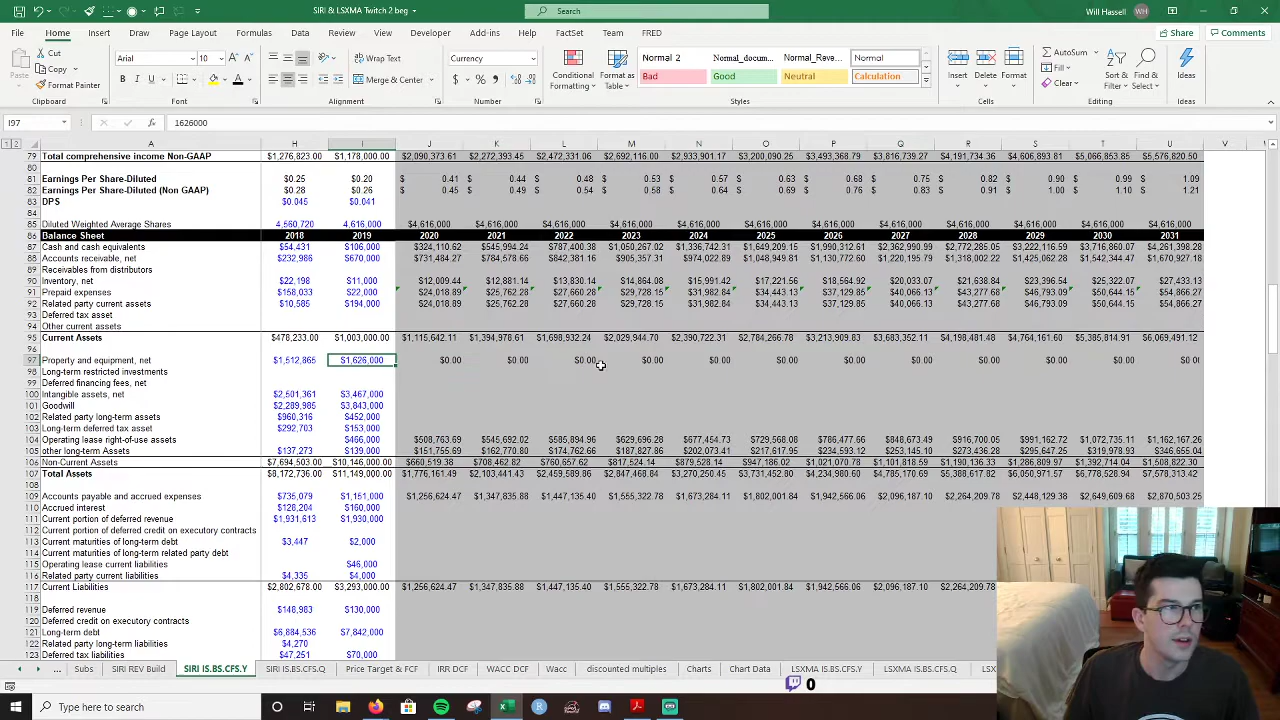 SIRI & LSXMA Twitch 2 beg
Search
Will Hassell WH
File Home Insert Draw Page Layout Formulas Data Review View Developer Add-ins Help FactSet Team FRED Share Comments
Cut
Copy
Format Painter
Paste
Arial 10
Currency
Merge & Center
Conditional Formatting
Format as Table
Normal 2 Normal_docum... Normal_Reve... Normal
Bad Good Neutral Calculation
Insert Delete Format
AutoSum
Fill
Clear
Sort & Filter
Find & Select
Ideas
Clipboard Font Alignment Number Styles Cells Editing Ideas
I97 1626000
A H I J K L M N O P Q R S T U V
79 Total comprehensive income Non-GAAP $1,276,823.00 $1,178,000.00 $2,090,373.61 $2,272,393.45 $2,472,331.06 $2,692,116.00 $2,933,901.17 $3,200,090.25 $3,493,368.79 $3,816,739.27 $4,191,734.36 $4,606,893.81 $5,066,853.85 $5,576,820.50
80
81 Earnings Per Share-Diluted $0.25 $0.20 $ 0.41 $ 0.44 $ 0.48 $ 0.53 $ 0.57 $ 0.63 $ 0.68 $ 0.75 $ 0.82 $ 0.90 $ 0.99 $ 1.09
82 Earnings Per Share-Diluted (Non GAAP) $0.28 $0.26 $ 0.45 $ 0.49 $ 0.54 $ 0.58 $ 0.64 $ 0.69 $ 0.76 $ 0.83 $ 0.91 $ 1.00 $ 1.10 $ 1.21
83 DPS $0.045 $0.041
84
85 Diluted Weighted Average Shares 4,560,720 4,616,000 $4,616,000 $4,616,000 $4,616,000 $4,616,000 $4,616,000 $4,616,000 $4,616,000 $4,616,000 $4,616,000 $4,616,000 $4,616,000 $4,616,000
86 Balance Sheet 2018 2019 2020 2021 2022 2023 2024 2025 2026 2027 2028 2029 2030 2031
87 Cash and cash equivalents $54,431 $106,000 $324,110.62 $545,994.24 $787,400.38 $1,050,267.02 $1,336,742.31 $1,649,209.15 $1,990,312.61 $2,362,990.99 $2,772,285.05 $3,222,116.59 $3,716,860.07 $4,261,398.28
88 Accounts receivable, net $232,986 $670,000 $731,484.27 $784,578.66 $842,381.16 $905,357.31 $974,022.89 $1,048,949.81 $1,130,772.60 $1,220,195.79 $1,318,002.22 $1,425,062.28 $1,542,344.37 $1,670,927.18
89 Receivables from distributors
90 Inventory, net $22,198 $11,000 $12,009.44 $12,881.14 $13,830.14 $14,864.08 $15,991.42 $17,221.56 $18,564.92 $20,033.07 $21,638.84 $23,396.54 $25,322.07 $27,433.13
91 Prepaid expenses $158,033 $22,000 $24,018.89 $25,762.28 $27,660.28 $29,728.15 $31,982.84 $34,443.13 $37,129.85 $40,066.13 $43,277.68 $46,793.09 $50,644.15 $54,866.27
92 Related party current assets $10,585 $194,000 $24,018.89 $25,762.28 $27,660.28 $29,728.15 $31,982.84 $34,443.13 $37,129.85 $40,066.13 $43,277.68 $46,793.09 $50,644.15 $54,866.27
93 Deferred tax asset
94 Other current assets
95 Current Assets $478,233.00 $1,003,000.00 $1,115,642.11 $1,394,978.61 $1,698,932.24 $2,029,944.70 $2,390,722.31 $2,784,266.78 $3,213,909.83 $3,683,352.11 $4,198,481.48 $4,764,161.60 $5,385,814.91 $6,069,491.12
96
97 Property and equipment, net $1,512,865 $1,626,000 $0.00 $0.00 $0.00 $0.00 $0.00 $0.00 $0.00 $0.00 $0.00 $0.00 $0.00 $0.00
98 Long-term restricted investments
99 Deferred financing fees, net
100 Intangible assets, net $2,501,361 $3,467,000
101 Goodwill $2,289,985 $3,843,000
102 Related party long-term assets $960,316 $452,000
103 Long-term deferred tax asset $292,703 $153,000
104 Operating lease right-of-use assets $466,000 $508,763.69 $545,692.02 $585,894.96 $629,696.28 $677,454.73 $729,568.08 $786,477.66 $848,673.49 $916,700.05 $991,162.72 $1,072,735.11 $1,162,167.26
105 other long-term Assets $137,273 $139,000 $151,755.69 $162,770.80 $174,762.66 $187,827.86 $202,073.41 $217,617.95 $234,593.12 $253,145.10 $273,436.28 $295,647.25 $319,978.93 $346,655.04
106 Non-Current Assets $7,694,503.00 $10,146,000.00 $660,519.38 $708,462.82 $760,657.62 $817,524.14 $879,528.14 $947,186.02 $1,021,070.78 $1,101,818.59 $1,190,136.33 $1,286,809.97 $1,392,714.04 $1,508,822.30
107 Total Assets $8,172,736.00 $11,149,000.00 $1,776,161.49 $2,103,441.43 $2,459,589.86 $2,847,468.84 $3,270,250.45 $3,731,452.80 $4,234,980.60 $4,785,170.69 $5,388,617.82 $6,050,971.57 $6,778,528.94 $7,578,313.42
108
109 Accounts payable and accrued expenses $735,079 $1,151,000 $1,256,624.47 $1,347,835.88 $1,447,135.40 $1,555,322.78 $1,673,284.11 $1,802,001.84 $1,942,566.06 $2,096,187.10 $2,264,209.78 $2,448,129.38 $2,649,609.68 $2,870,503.25
110 Accrued interest $128,204 $160,000
111 Current portion of deferred revenue $1,931,613 $1,930,000
112 Current portion of deferred credit on executory contracts
113 Current maturities of long-term debt $3,447 $2,000
114 Current maturities of long-term related party debt
115 Operating lease current liabilities $46,000
116 Related party current liabilities $4,335 $4,000
117 Current Liabilities $2,802,678.00 $3,293,000.00 $1,256,624.47 $1,347,835.88 $1,447,135.40 $1,555,322.78 $1,673,284.11 $1,802,001.84 $1,942,566.06 $2,096,187.10 $2,264,209.78
118
119 Deferred revenue $148,983 $130,000
120 Deferred credit on executory contracts
121 Long-term debt $6,884,536 $7,842,000
122 Related party long-term liabilities $4,270
123 Deferred tax liabilities $47,251 $70,000
... Subs SIRI REV Build SIRI IS.BS.CFS.Y SIRI IS.BS.CFS.Q Price Target & FCF IRR DCF WACC DCF Wacc discounted multiples Charts Chart Data LSXMA IS.BS.CFS.Y LSXMA IS.BS.CFS.Q
0
Type here to search